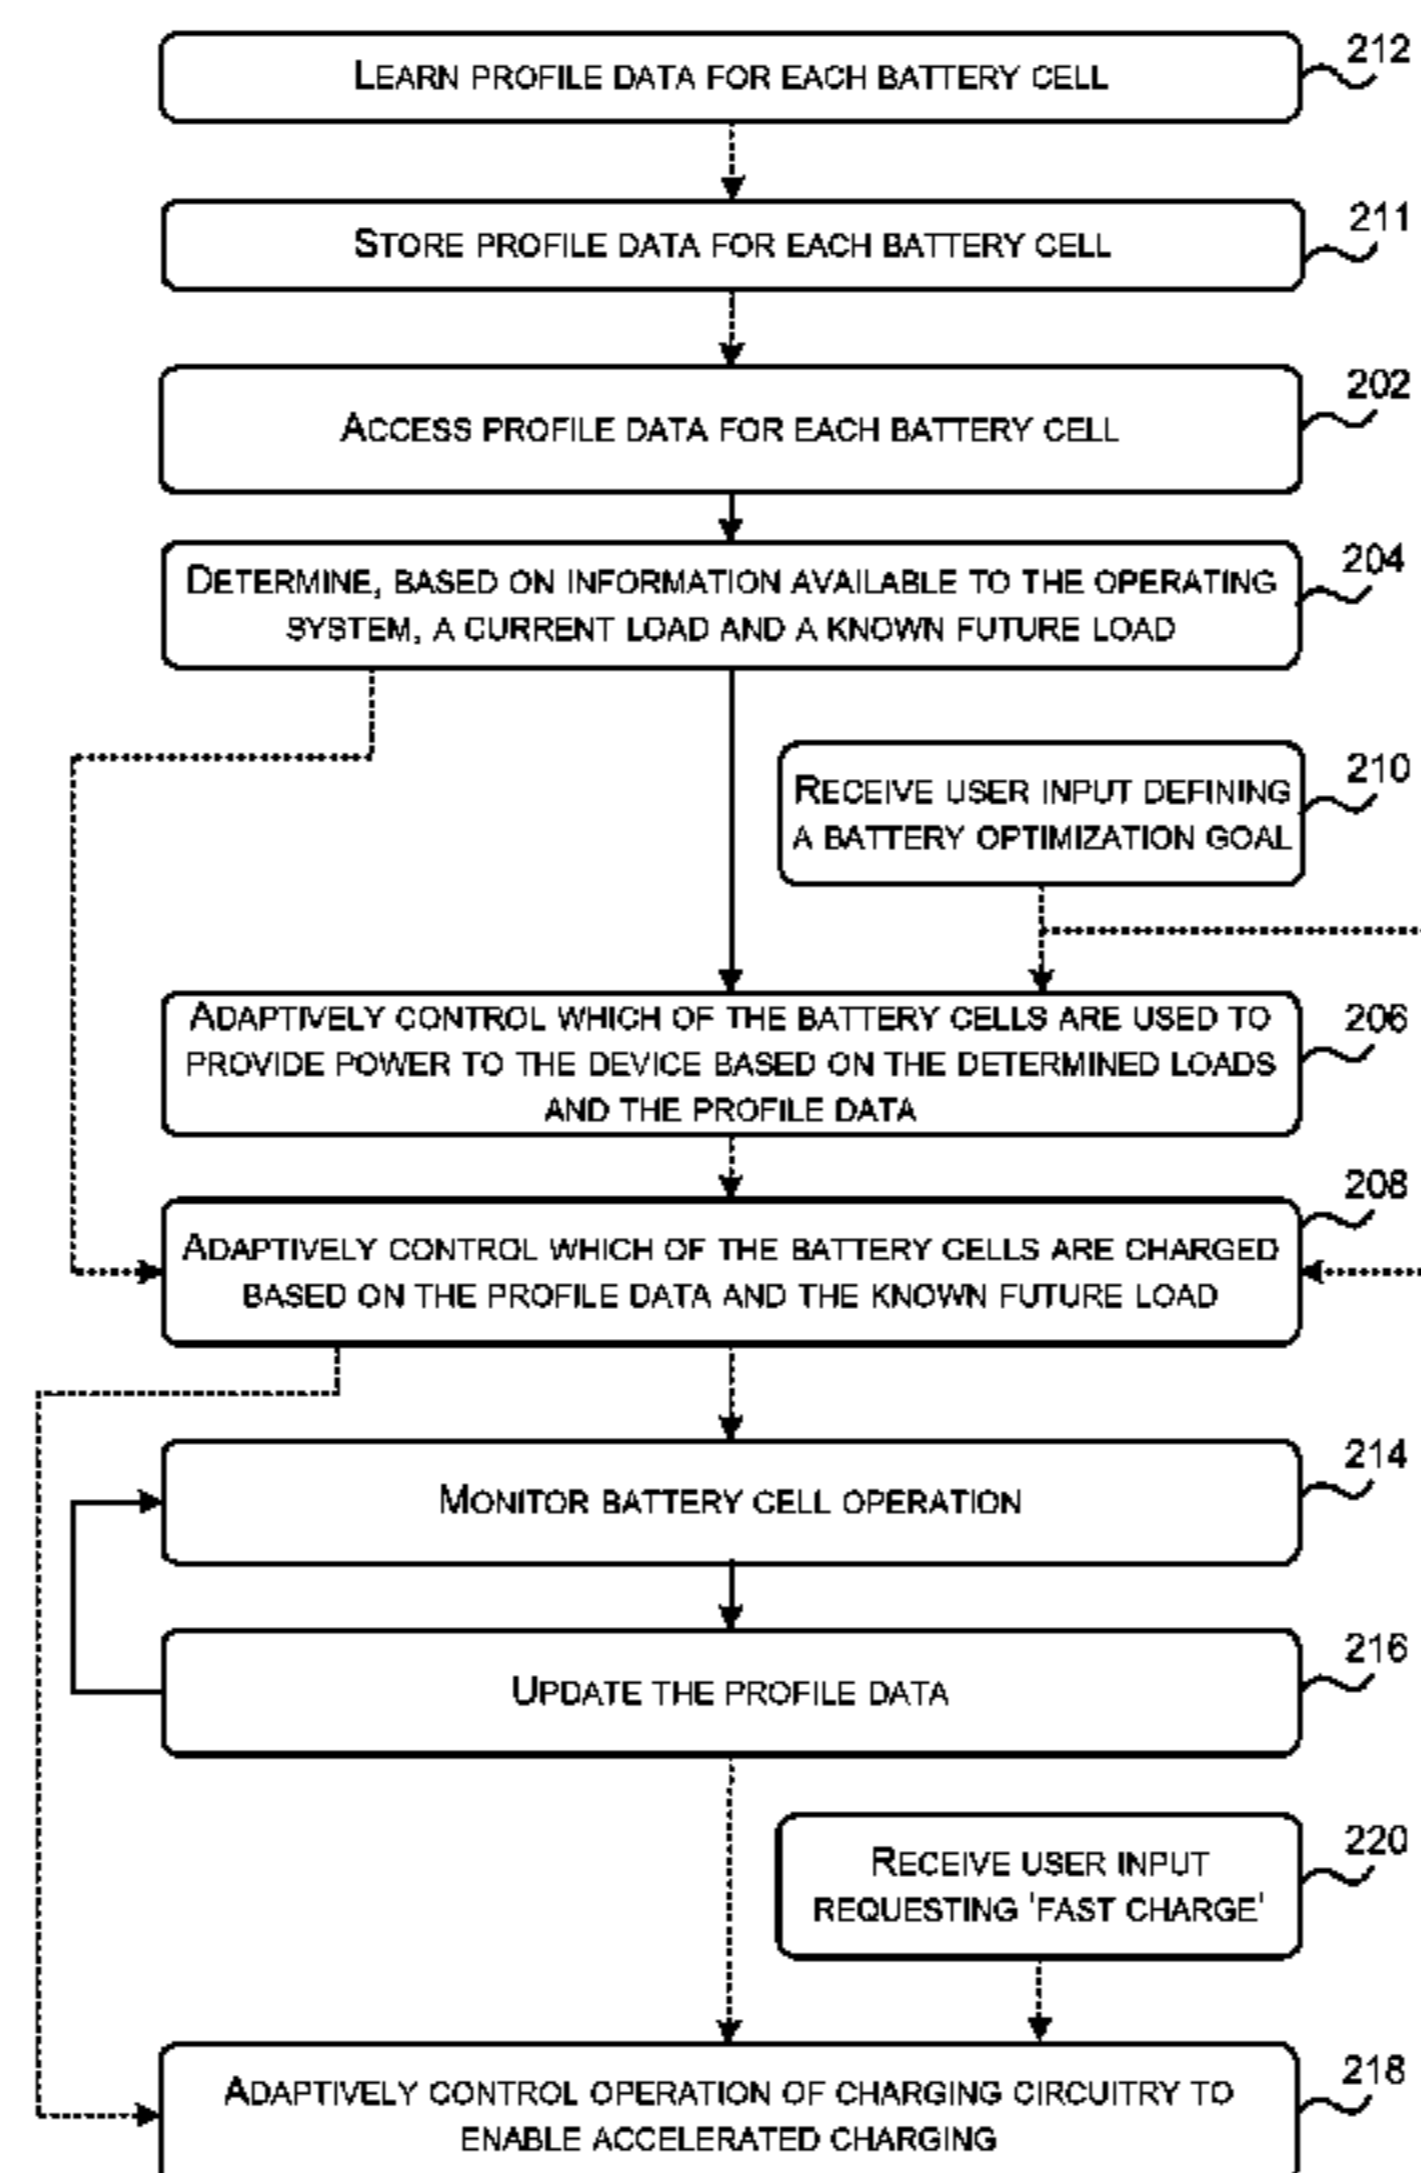 LEARN PROFILE DATA FOR EACH BATTERY CELL
212
STORE PROFILE DATA FOR EACH BATTERY CELL
211
ACCESS PROFILE DATA FOR EACH BATTERY CELL
202
DETERMINE, BASED ON INFORMATION AVAILABLE TO THE OPERATING
SYSTEM, A CURRENT LOAD AND A KNOWN FUTURE LOAD
204
RECEIVE USER INPUT DEFINING
A BATTERY OPTIMIZATION GOAL
210
ADAPTIVELY CONTROL WHICH OF THE BATTERY CELLS ARE USED TO
PROVIDE POWER TO THE DEVICE BASED ON THE DETERMINED LOADS
AND THE PROFILE DATA
206
ADAPTIVELY CONTROL WHICH OF THE BATTERY CELLS ARE CHARGED
BASED ON THE PROFILE DATA AND THE KNOWN FUTURE LOAD
208
MONITOR BATTERY CELL OPERATION
214
UPDATE THE PROFILE DATA
216
RECEIVE USER INPUT
REQUESTING 'FAST CHARGE'
220
ADAPTIVELY CONTROL OPERATION OF CHARGING CIRCUITRY TO
ENABLE ACCELERATED CHARGING
218